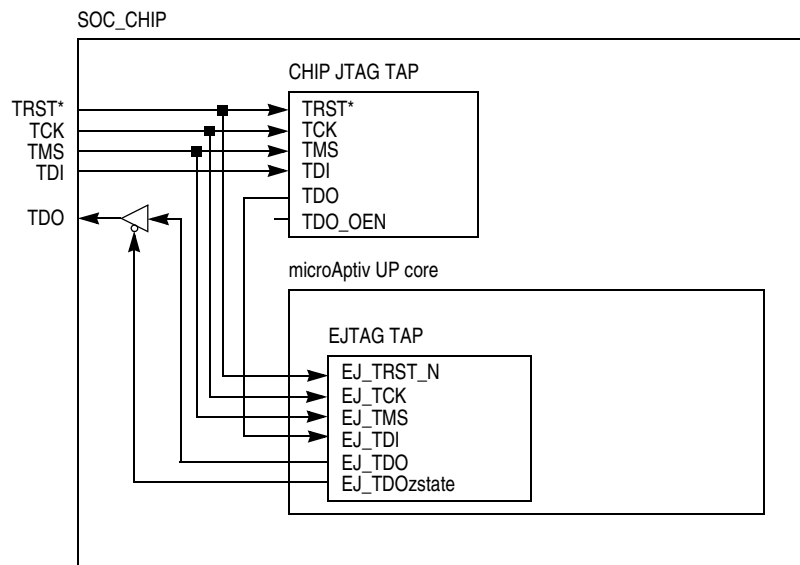 SOC_CHIP
CHIP JTAG TAP
TRST*
TCK
TMS
TDI
TDO
TRST*
TCK
TMS
TDI
TDO
TDO_OEN
microAptiv UP core
EJTAG TAP
EJ_TRST_N
EJ_TCK
EJ_TMS
EJ_TDI
EJ_TDO
EJ_TDOzstate